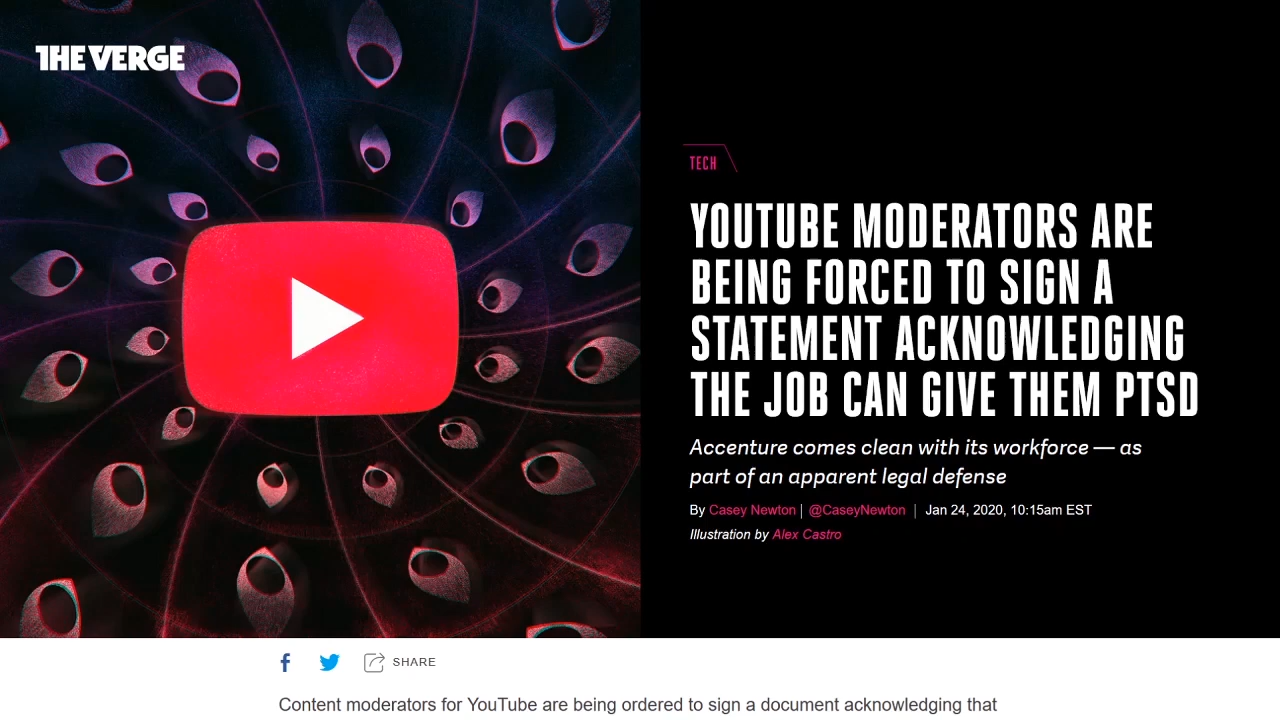 THE VERGE
TECH
YOUTUBE MODERATORS ARE
BEING FORCED TO SIGN A
STATEMENT ACKNOWLEDGING
THE JOB CAN GIVE THEM PTSD
Accenture comes clean with its workforce — as
part of an apparent legal defense
By Casey Newton | @CaseyNewton | Jan 24, 2020, 10:15am EST
Illustration by Alex Castro
SHARE
Content moderators for YouTube are being ordered to sign a document acknowledging that